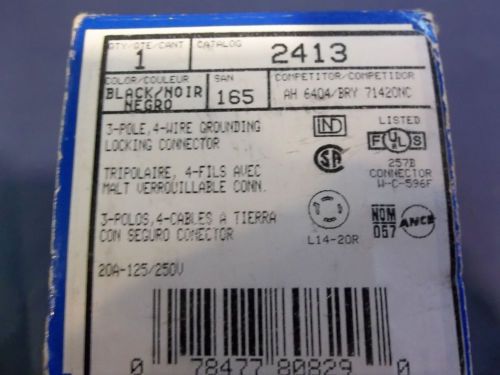 QTY/QTE/CANT CATALOG
1 2413
COLOR/COULEUR SAN COMPETITOR/COMPETIDOR
BLACK/NOIR 165 AH 6404/BRY 71420NC
NEGRO
3-POLE, 4-WIRE GROUNDING
LOCKING CONNECTOR
IND LISTED
UL
SA
257B
CONNECTOR
W-C-596F
TRIPOLAIRE, 4-FILS AVEC
MALT VERROUILLABLE CONN.
3-POLOS, 4-CABLES A TIERRA
CON SEGURO CONECTOR
L14-20R
NOM
057
ANCE
20A-125/250V
0 78477 80829 0